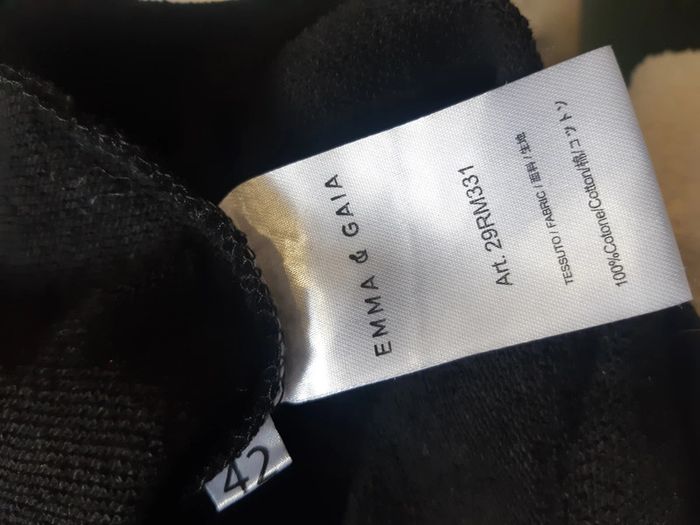 EMMA & GAIA
Art. 29RM331
TESSUTO / FABRIC / 面料 / 生地
100%Cotone/Cotton/棉/コットン
42